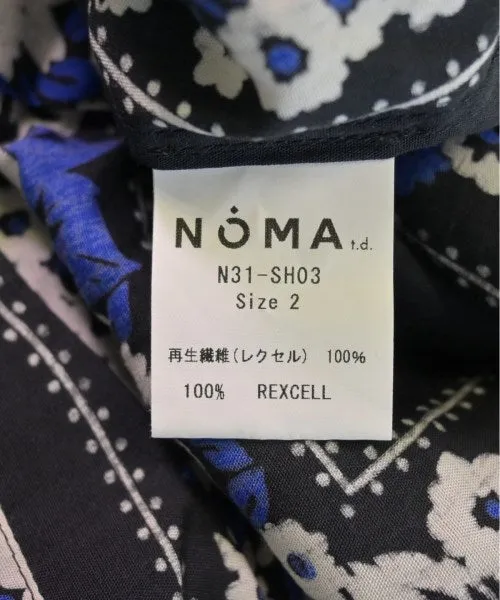 NOMA t.d.
N31-SH03
Size 2
再生繊維(レクセル) 100%
100% REXCELL